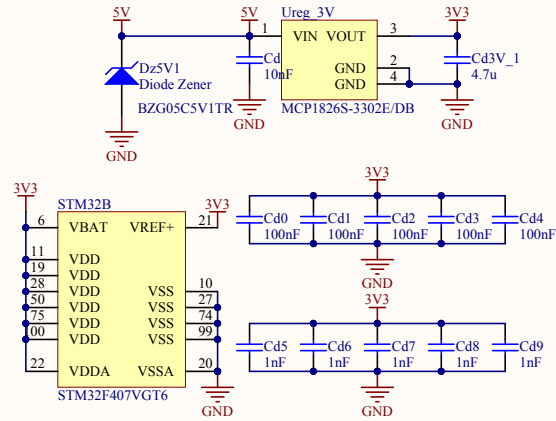 5V 5V Ureg_3V 3V3
1 VIN VOUT 3
Dz5V1 Cd GND 2 Cd3V_1
Diode Zener 10nF GND 4 4.7u
BZG05C5V1TR MCP1826S-3302E/DB
GND GND GND
3V3 STM32B 3V3 3V3
6 VBAT VREF+ 21
Cd0 Cd1 Cd2 Cd3 Cd4
100nF 100nF 100nF 100nF 100nF
GND
11 VDD
19 VDD
28 VDD VSS 10
50 VDD VSS 27
75 VDD VSS 74
00 VDD VSS 99
22 VDDA VSSA 20
STM32F407VGT6
GND
3V3
Cd5 Cd6 Cd7 Cd8 Cd9
1nF 1nF 1nF 1nF 1nF
GND